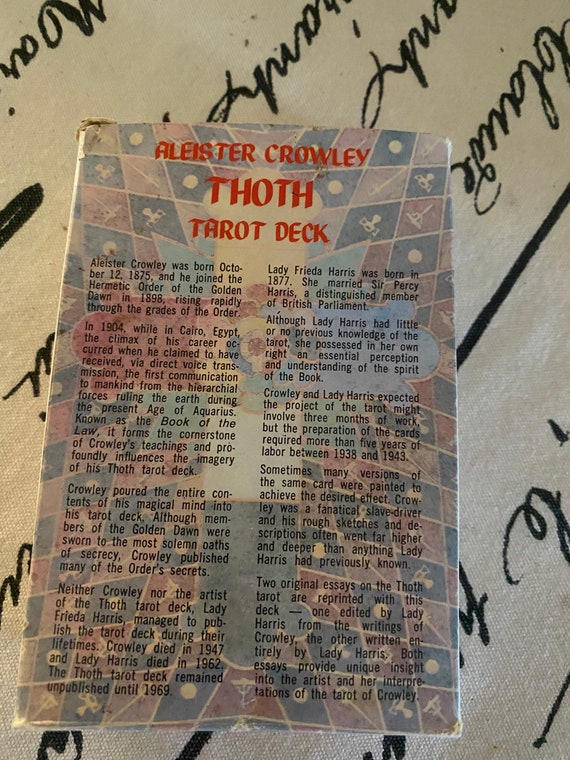 ALEISTER CROWLEY
THOTH
TAROT DECK
Aleister Crowley was born Octo-
ber 12, 1875, and he joined the
Hermetic Order of the Golden
Dawn in 1898, rising rapidly
through the grades of the Order.
In 1904, while in Cairo, Egypt,
the climax of his career oc-
curred when he claimed to have
received, via direct voice trans-
mission, the first communication
to mankind from the hierarchial
forces ruling the earth during
the present Age of Aquarius.
Known as the Book of the
Law, it forms the cornerstone
of Crowley's teachings and pro-
foundly influences the imagery
of his Thoth tarot deck.
Crowley poured the entire con-
tents of his magical mind into
his tarot deck. Although mem-
bers of the Golden Dawn were
sworn to the most solemn oaths
of secrecy, Crowley published
many of the Order's secrets.
Neither Crowley nor the artist
of the Thoth tarot deck, Lady
Frieda Harris, managed to pub-
lish the tarot deck during their
lifetimes. Crowley died in 1947
and Lady Harris died in 1962.
The Thoth tarot deck remained
unpublished until 1969.
Lady Frieda Harris was born in
1877. She married Sir Percy
Harris, a distinguished member
of British Parliament.
Although Lady Harris had little
or no previous knowledge of the
tarot, she possessed in her own
right an essential perception
and understanding of the spirit
of the Book.
Crowley and Lady Harris expected
the project of the tarot might
involve three months of work,
but the preparation of the cards
required more than five years of
labor between 1938 and 1943.
Sometimes many versions of
the same card were painted to
achieve the desired effect. Crow-
ley was a fanatical slave-driver
and his rough sketches and de-
scriptions often went far higher
and deeper than anything Lady
Harris had previously known.
Two original essays on the Thoth
tarot are reprinted with this
deck — one edited by Lady
Harris from the writings of
Crowley, the other written en-
tirely by Lady Harris. Both
essays provide unique insight
into the artist and her interpre-
tations of the tarot of Crowley.